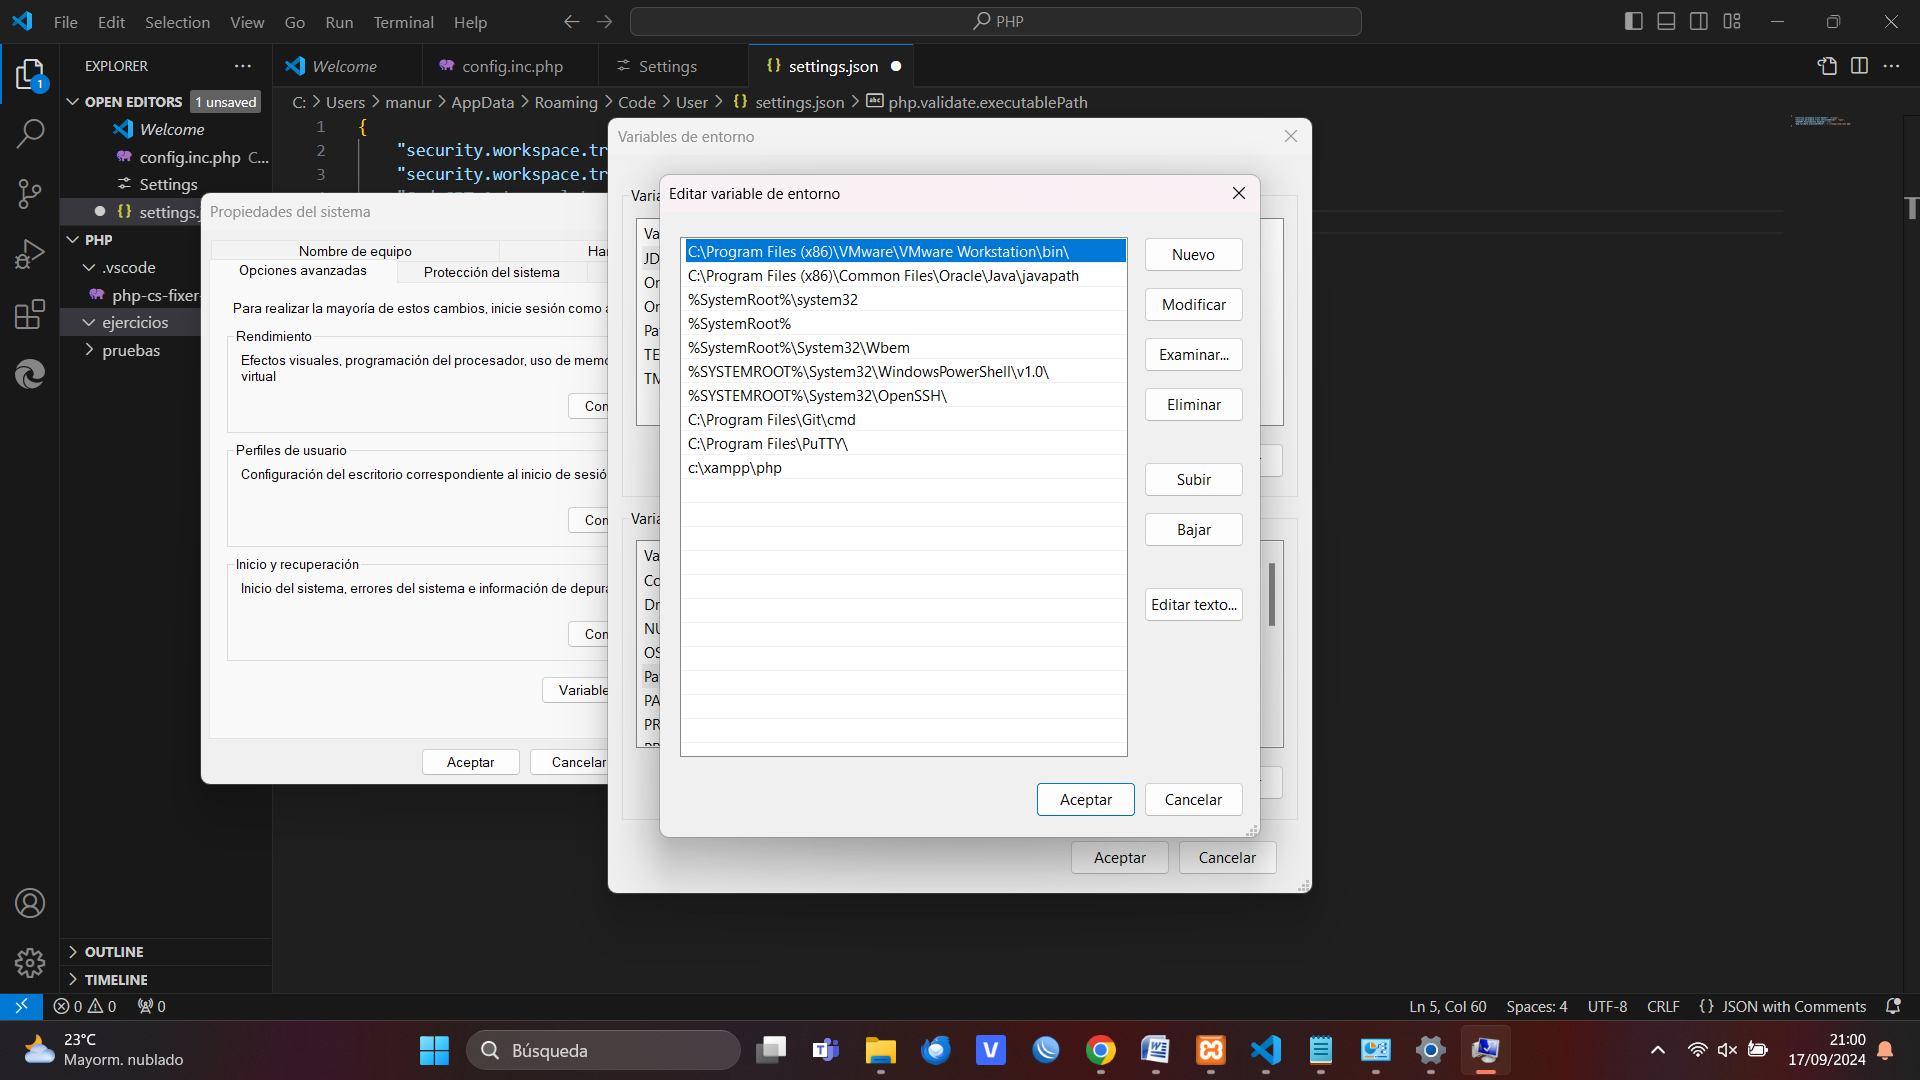 File Edit Selection View Go Run Terminal Help
PHP
EXPLORER
Welcome config.inc.php Settings settings.json
OPEN EDITORS 1 unsaved
Welcome
config.inc.php C...
Settings
settings.
PHP
.vscode
php-cs-fixer
ejercicios
pruebas
OUTLINE
TIMELINE
C: > Users > manur > AppData > Roaming > Code > User > {} settings.json > php.validate.executablePath
1 {
2 "security.workspace.tr
3 "security.workspace.tr
Propiedades del sistema
Nombre de equipo Ha
Opciones avanzadas Protección del sistema
Para realizar la mayoría de estos cambios, inicie sesión como
Rendimiento
Efectos visuales, programación del procesador, uso de memo
virtual
Con
Perfiles de usuario
Configuración del escritorio correspondiente al inicio de sesió
Con
Inicio y recuperación
Inicio del sistema, errores del sistema e información de depura
Con
Variable
Aceptar Cancelar
Variables de entorno
Varia
Va
JD
On
On
Pa
TE
TM
Varia
Va
Co
Dr
NU
OS
Pa
PA
PR
Aceptar Cancelar
Editar variable de entorno
C:\Program Files (x86)\VMware\VMware Workstation\bin\
C:\Program Files (x86)\Common Files\Oracle\Java\javapath
%SystemRoot%\system32
%SystemRoot%
%SystemRoot%\System32\Wbem
%SYSTEMROOT%\System32\WindowsPowerShell\v1.0\
%SYSTEMROOT%\System32\OpenSSH\
C:\Program Files\Git\cmd
C:\Program Files\PuTTY\
c:\xampp\php
Nuevo
Modificar
Examinar...
Eliminar
Subir
Bajar
Editar texto...
Aceptar Cancelar
0 0 0
Ln 5, Col 60 Spaces: 4 UTF-8 CRLF {} JSON with Comments
23°C
Mayorm. nublado
Búsqueda
21:00
17/09/2024